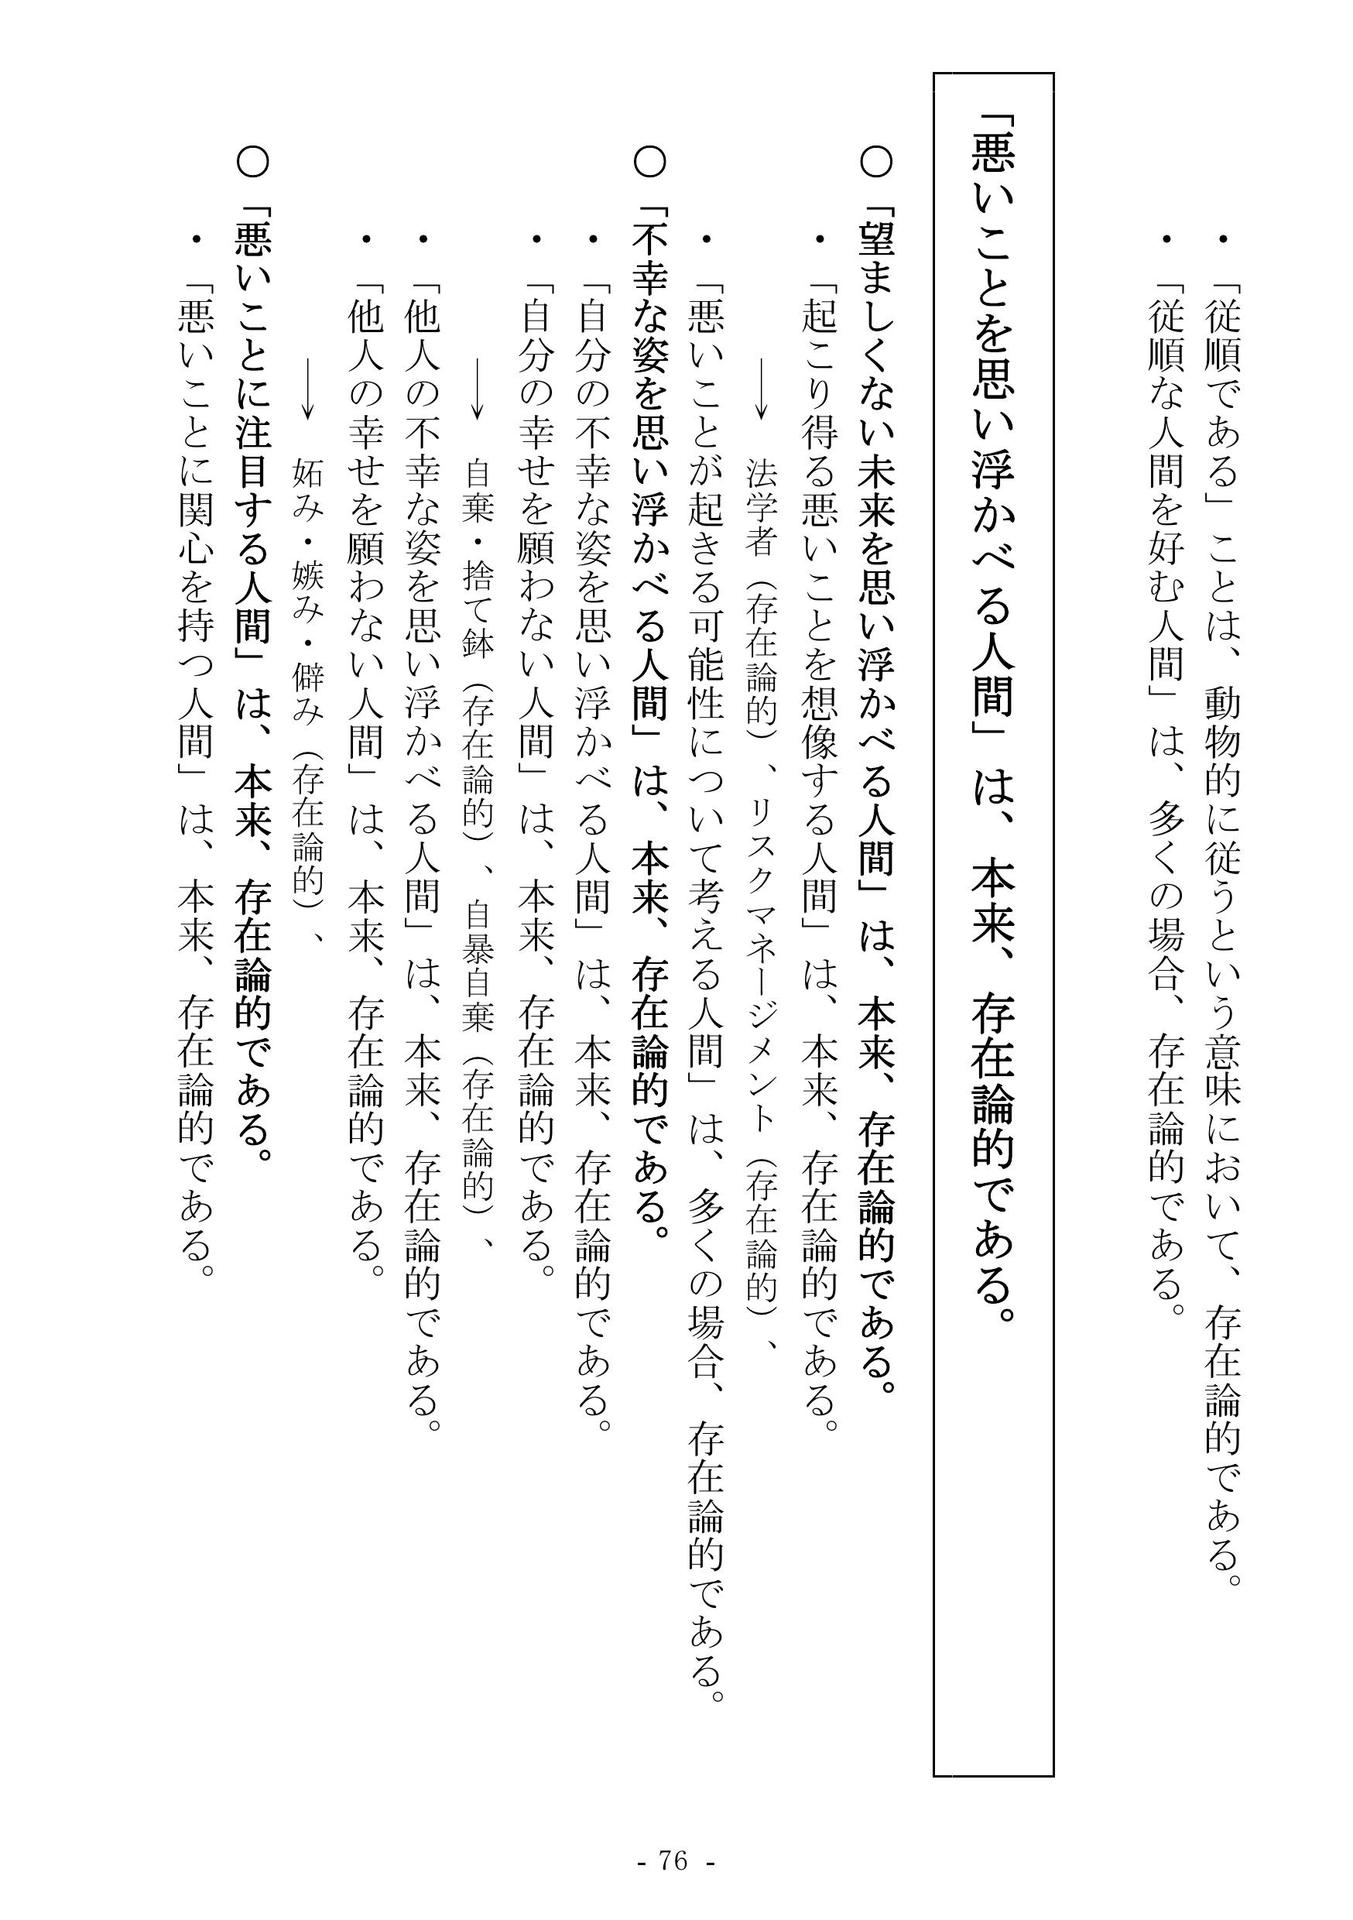 ・「従順である」ことは、動物的に従うという意味において、存在論的である。
・「従順な人間を好む人間」は、多くの場合、存在論的である。
「悪いことを思い浮かべる人間」は、本来、存在論的である。
○「望ましくない未来を思い浮かべる人間」は、本来、存在論的である。
・「起こり得る悪いことを想像する人間」は、本来、存在論的である。
→ 法学者（存在論的）、リスクマネージメント（存在論的）、
・「悪いことが起きる可能性について考える人間」は、多くの場合、存在論的である。
○「不幸な姿を思い浮かべる人間」は、本来、存在論的である。
・「自分の不幸な姿を思い浮かべる人間」は、本来、存在論的である。
・「自分の幸せを願わない人間」は、本来、存在論的である。
→ 自棄・捨て鉢（存在論的）、自暴自棄（存在論的）、
・「他人の不幸な姿を思い浮かべる人間」は、本来、存在論的である。
・「他人の幸せを願わない人間」は、本来、存在論的である。
→ 妬み・嫉み・僻み（存在論的）、
○「悪いことに注目する人間」は、本来、存在論的である。
・「悪いことに関心を持つ人間」は、本来、存在論的である。
- 76 -